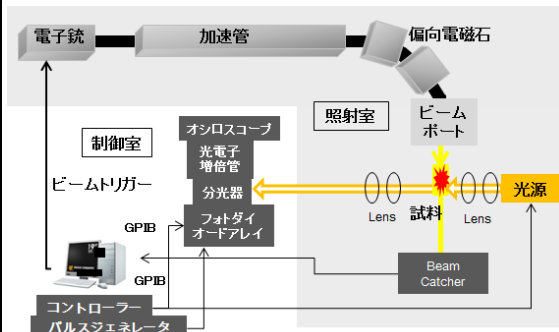 電子銃
加速管
偏向電磁石
ビーム
ポート
照射室
制御室
オシロスコープ
光電子
増倍管
分光器
フォトダイ
オードアレイ
ビームトリガー
GPIB
GPIB
Lens
試料
Lens
光源
Beam
Catcher
コントローラー
パルスジェネレータ